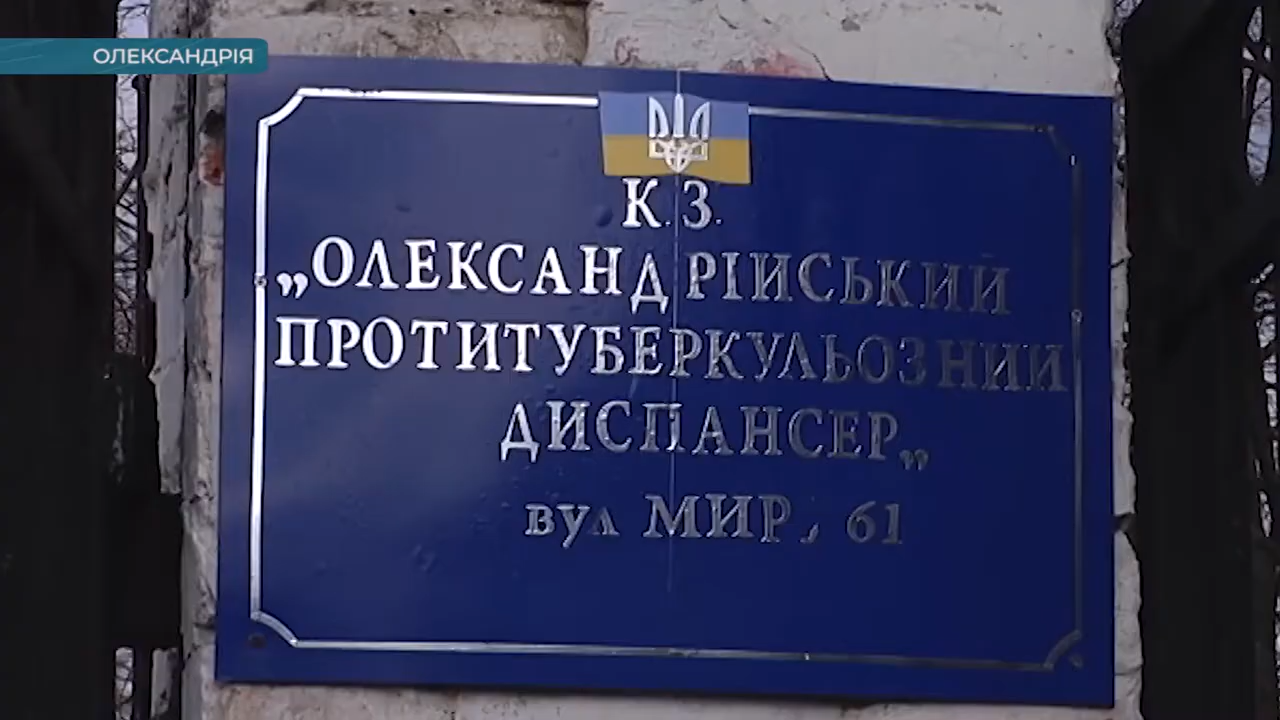 ОЛЕКСАНДРІЯ
К.З.
„ОЛЕКСАНДРІЙСЬКИЙ
ПРОТИТУБЕРКУЛЬОЗНИЙ
ДИСПАНСЕР„
вул МИР, 61